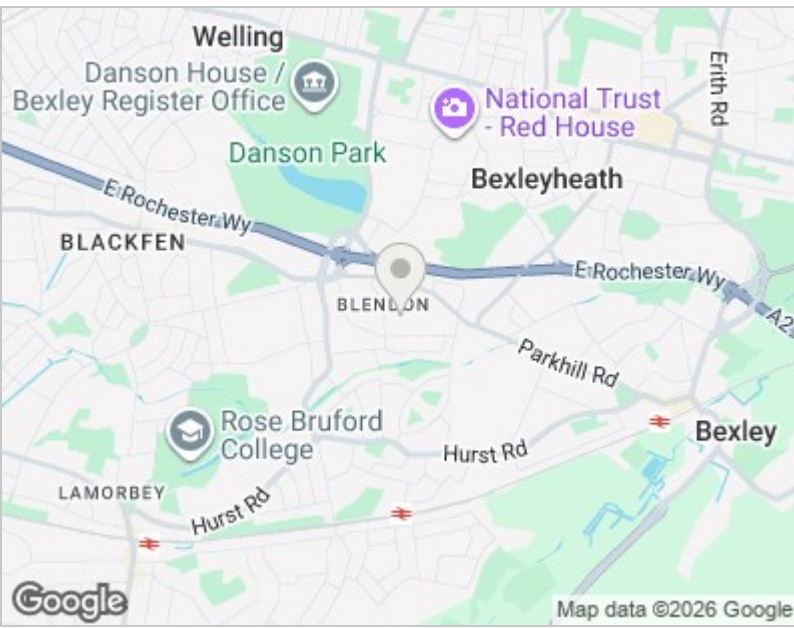 Welling
Danson House /
Bexley Register Office
National Trust
- Red House
Erith Rd
Danson Park
Bexleyheath
E Rochester Wy
BLACKFEN
E Rochester Wy
BLENDON
A2
Parkhill Rd
Rose Bruford
College
Bexley
Hurst Rd
LAMORBEY
Hurst Rd
Google
Map data ©2026 Google